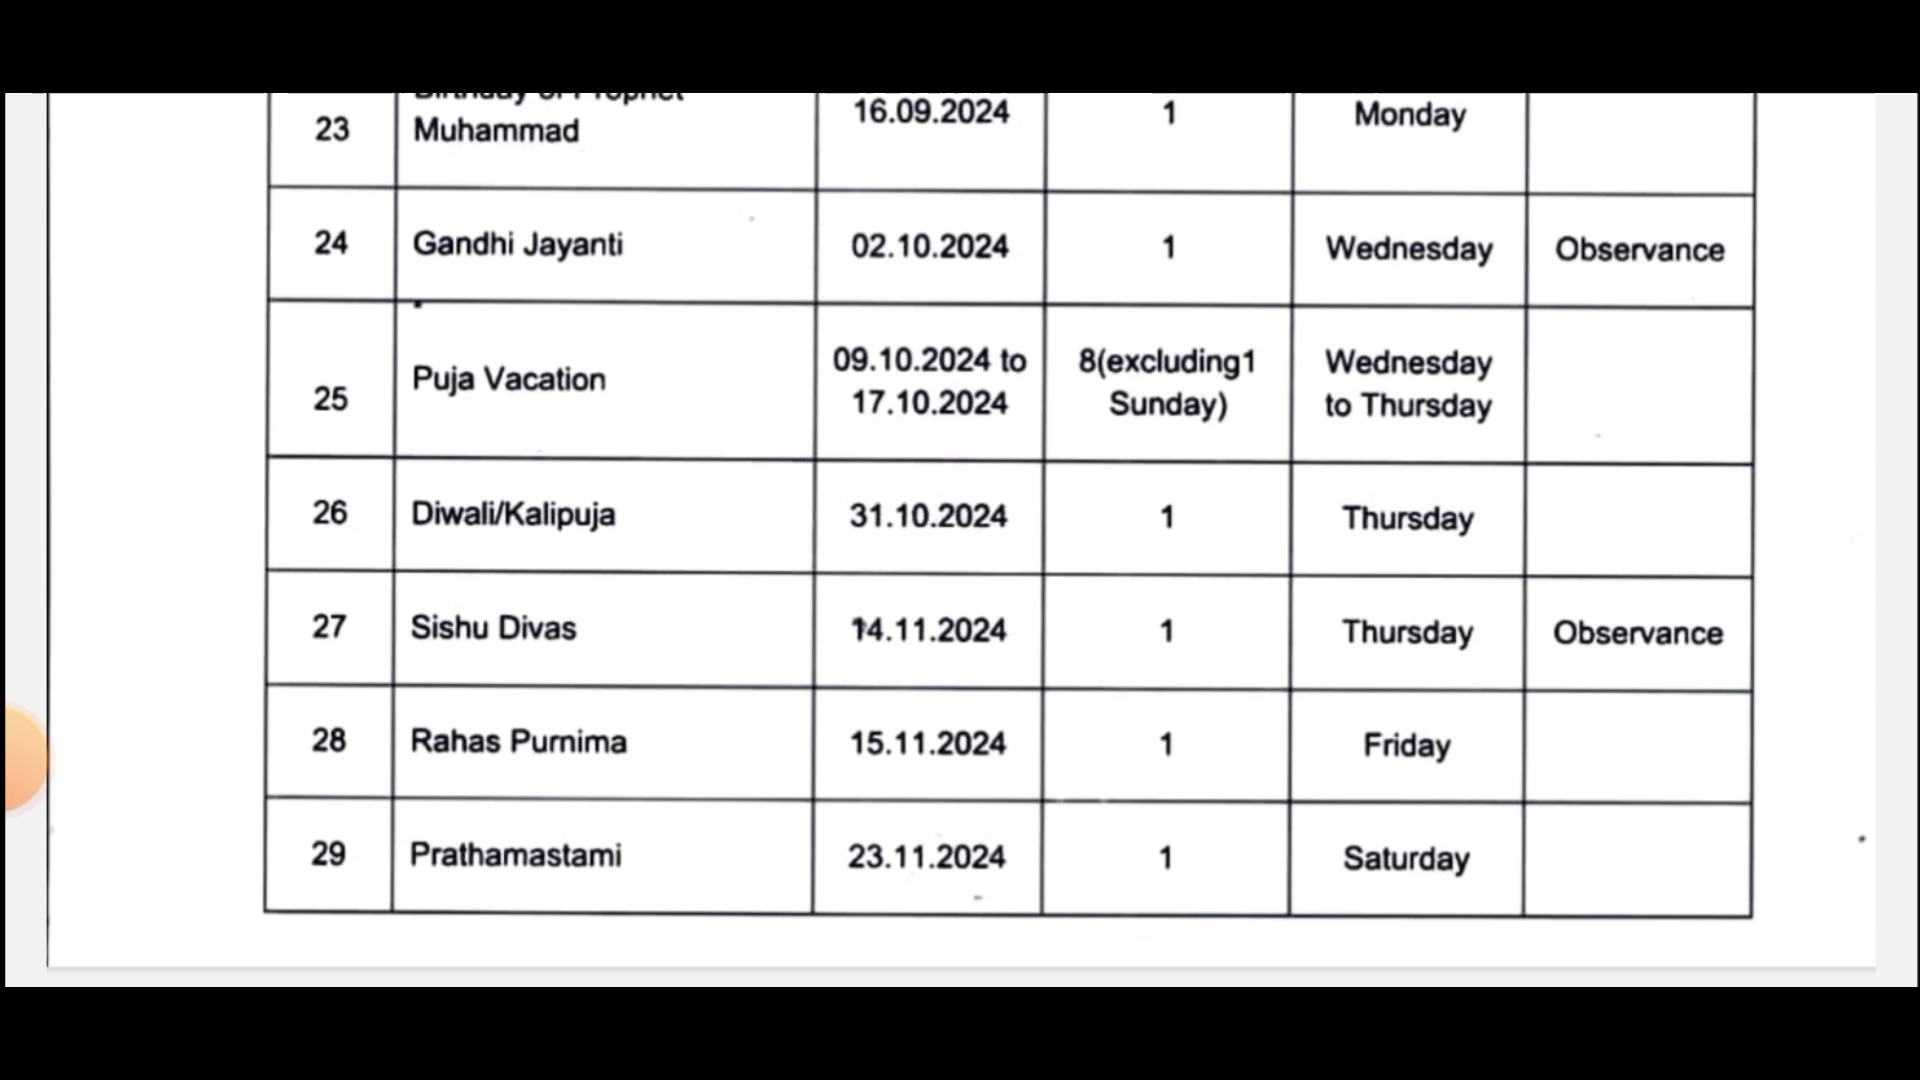 Birthday of Prophet
23 Muhammad 16.09.2024 1 Monday
24 Gandhi Jayanti 02.10.2024 1 Wednesday Observance
09.10.2024 to 8(excluding1 Wednesday
25 Puja Vacation 17.10.2024 Sunday) to Thursday
26 Diwali/Kalipuja 31.10.2024 1 Thursday
27 Sishu Divas 14.11.2024 1 Thursday Observance
28 Rahas Purnima 15.11.2024 1 Friday
29 Prathamastami 23.11.2024 1 Saturday